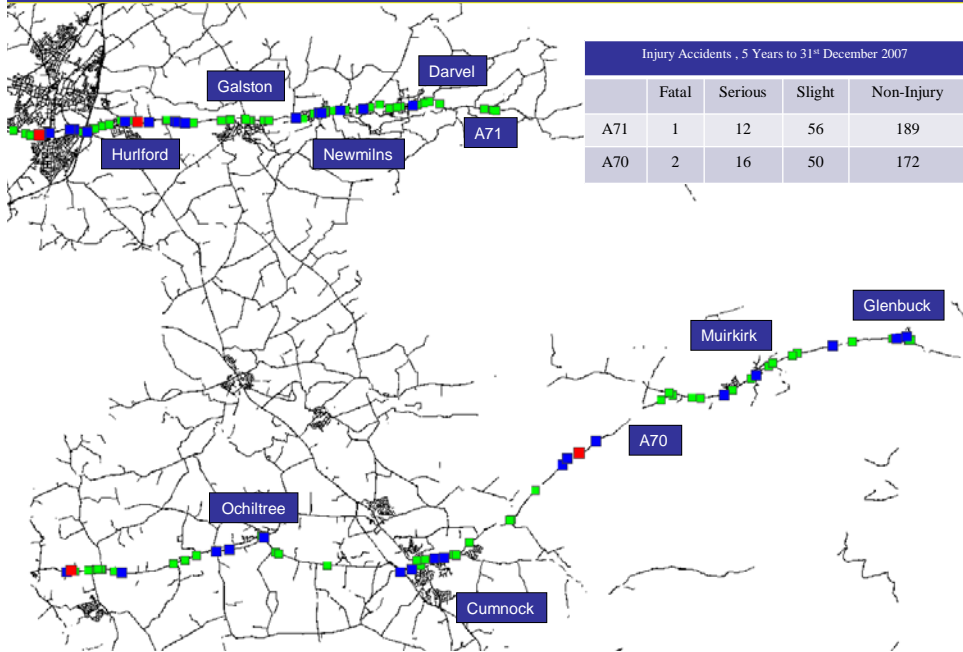 Injury Accidents , 5 Years to 31st December 2007
Fatal Serious Slight Non-Injury
A71 1 12 56 189
A70 2 16 50 172
Darvel
Galston
A71
Hurlford
Newmilns
Glenbuck
Muirkirk
A70
Ochiltree
Cumnock